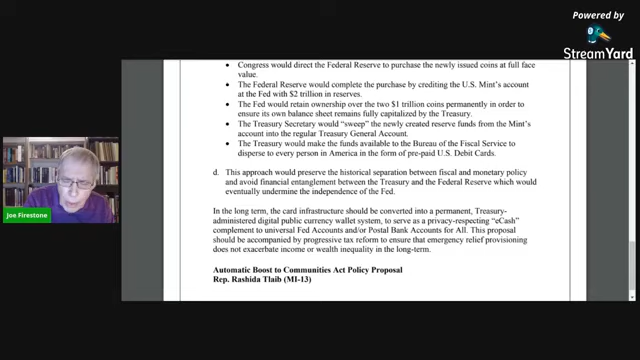 Powered by
StreamYard
• Congress would direct the Federal Reserve to purchase the newly issued coins at full face
value.
• The Federal Reserve would complete the purchase by crediting the U.S. Mint's account
at the Fed with $2 trillion in reserves.
• The Fed would retain ownership over the two $1 trillion coins permanently in order to
ensure its own balance sheet remains fully capitalized by the Treasury.
• The Treasury Secretary would “sweep” the newly created reserve funds from the Mint's
account into the regular Treasury General Account.
• The Treasury would make the funds available to the Bureau of the Fiscal Service to
disperse to every person in America in the form of pre-paid U.S. Debit Cards.
d. This approach would preserve the historical separation between fiscal and monetary policy
and avoid financial entanglement between the Treasury and the Federal Reserve which would
eventually undermine the independence of the Fed.
In the long term, the card infrastructure should be converted into a permanent, Treasury-
administered digital public currency wallet system, to serve as a privacy-respecting “eCash”
complement to universal Fed Accounts and/or Postal Bank Accounts for All. This proposal
should be accompanied by progressive tax reform to ensure that emergency relief provisioning
does not exacerbate income or wealth inequality in the long-term.
Automatic Boost to Communities Act Policy Proposal
Rep. Rashida Tlaib (MI-13)
Joe Firestone